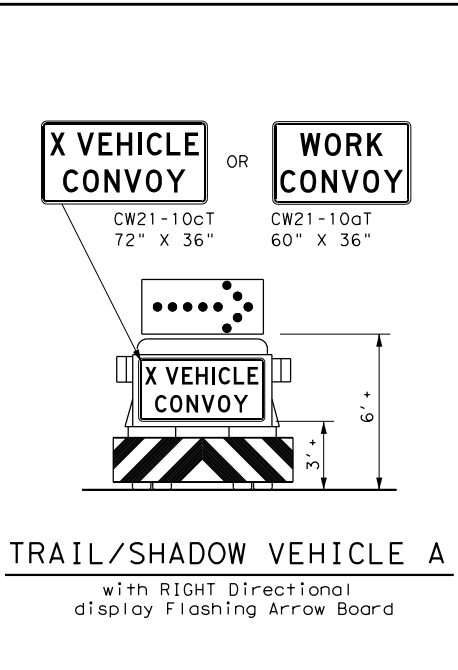 X VEHICLE
CONVOY
OR
WORK
CONVOY
CW21-10cT
72" X 36"
CW21-10aT
60" X 36"
X VEHICLE
CONVOY
6' +
3' +
TRAIL/SHADOW VEHICLE A
with RIGHT Directional
display Flashing Arrow Board